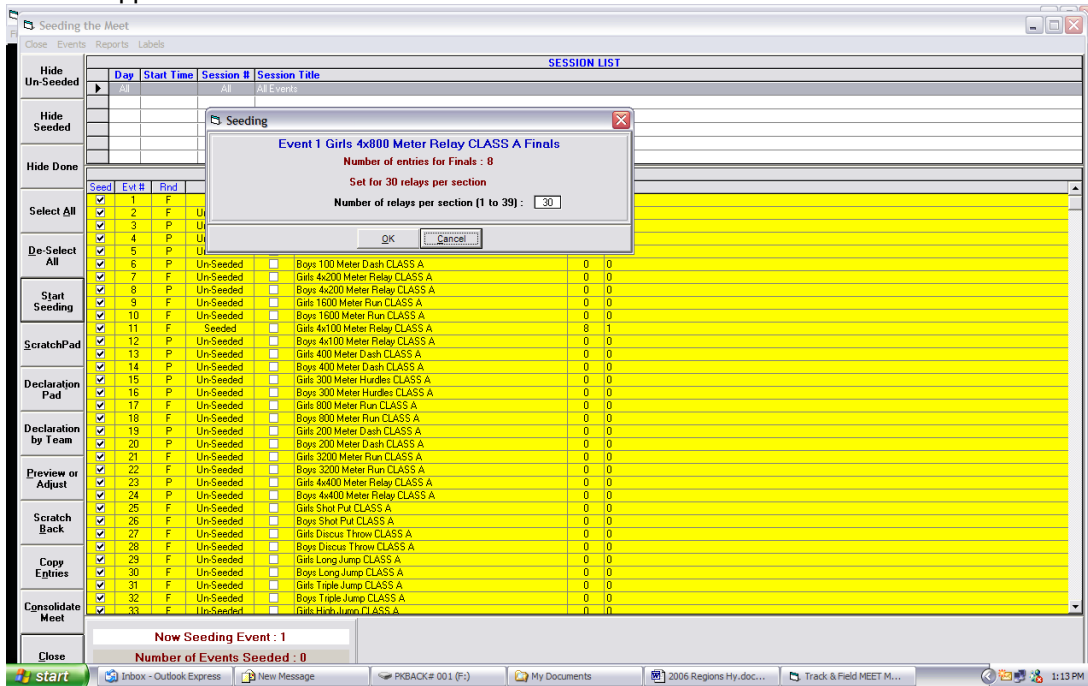 Seeding the Meet
Close Events Reports Labels
Hide Un-Seeded
Hide Seeded
Hide Done
Select All
De-Select All
Start Seeding
ScratchPad
Declaration Pad
Declaration by Team
Preview or Adjust
Scratch Back
Copy Entries
Consolidate Meet
Close
SESSION LIST
Day Start Time Session # Session Title
All All All Events
Seeding
Event 1 Girls 4x800 Meter Relay CLASS A Finals
Number of entries for Finals : 8
Set for 30 relays per section
Number of relays per section (1 to 39) : 30
OK Cancel
Seed Evt # Rnd
1 F
2 F
3 P
4 P
5 P
6 P Un-Seeded Boys 100 Meter Dash CLASS A 0 0
7 F Un-Seeded Girls 4x200 Meter Relay CLASS A 0 0
8 P Un-Seeded Boys 4x200 Meter Relay CLASS A 0 0
9 F Un-Seeded Girls 1600 Meter Run CLASS A 0 0
10 F Un-Seeded Boys 1600 Meter Run CLASS A 0 0
11 F Seeded Girls 4x100 Meter Relay CLASS A 8 1
12 P Un-Seeded Boys 4x100 Meter Relay CLASS A 0 0
13 P Un-Seeded Girls 400 Meter Dash CLASS A 0 0
14 P Un-Seeded Boys 400 Meter Dash CLASS A 0 0
15 P Un-Seeded Girls 300 Meter Hurdles CLASS A 0 0
16 P Un-Seeded Boys 300 Meter Hurdles CLASS A 0 0
17 F Un-Seeded Girls 800 Meter Run CLASS A 0 0
18 F Un-Seeded Boys 800 Meter Run CLASS A 0 0
19 P Un-Seeded Girls 200 Meter Dash CLASS A 0 0
20 P Un-Seeded Boys 200 Meter Dash CLASS A 0 0
21 F Un-Seeded Girls 3200 Meter Run CLASS A 0 0
22 F Un-Seeded Boys 3200 Meter Run CLASS A 0 0
23 P Un-Seeded Girls 4x400 Meter Relay CLASS A 0 0
24 P Un-Seeded Boys 4x400 Meter Relay CLASS A 0 0
25 F Un-Seeded Girls Shot Put CLASS A 0 0
26 F Un-Seeded Boys Shot Put CLASS A 0 0
27 F Un-Seeded Girls Discus Throw CLASS A 0 0
28 F Un-Seeded Boys Discus Throw CLASS A 0 0
29 F Un-Seeded Girls Long Jump CLASS A 0 0
30 F Un-Seeded Boys Long Jump CLASS A 0 0
31 F Un-Seeded Girls Triple Jump CLASS A 0 0
32 F Un-Seeded Boys Triple Jump CLASS A 0 0
33 F Un-Seeded Girls High Jump CLASS A 0 0
Now Seeding Event : 1
Number of Events Seeded : 0
start Inbox - Outlook Express New Message PKBACK# 001 (F:) My Documents 2006 Regions Hy.doc... Track & Field MEET M... 1:13 PM